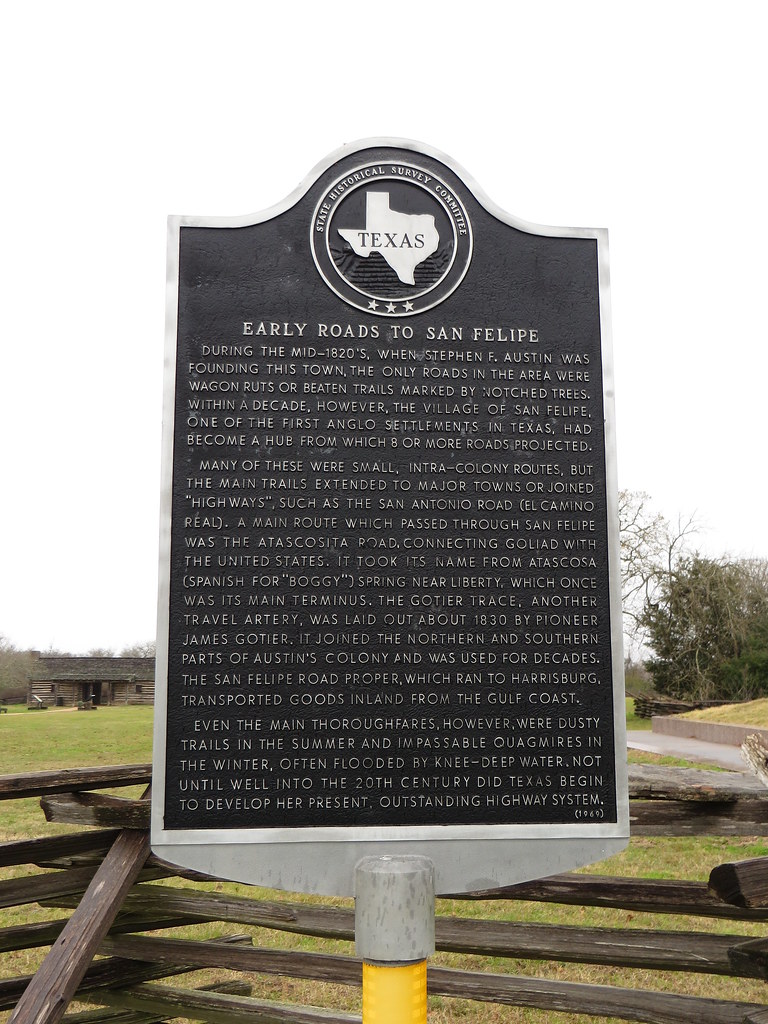 STATE HISTORICAL SURVEY COMMITTEE
TEXAS
EARLY ROADS TO SAN FELIPE
DURING THE MID-1820'S, WHEN STEPHEN F. AUSTIN WAS
FOUNDING THIS TOWN, THE ONLY ROADS IN THE AREA WERE
WAGON RUTS OR BEATEN TRAILS MARKED BY NOTCHED TREES.
WITHIN A DECADE, HOWEVER, THE VILLAGE OF SAN FELIPE,
ONE OF THE FIRST ANGLO SETTLEMENTS IN TEXAS, HAD
BECOME A HUB FROM WHICH 8 OR MORE ROADS PROJECTED.
MANY OF THESE WERE SMALL, INTRA-COLONY ROUTES, BUT
THE MAIN TRAILS EXTENDED TO MAJOR TOWNS OR JOINED
"HIGHWAYS", SUCH AS THE SAN ANTONIO ROAD (EL CAMINO
REAL). A MAIN ROUTE WHICH PASSED THROUGH SAN FELIPE
WAS THE ATASCOSITA ROAD, CONNECTING GOLIAD WITH
THE UNITED STATES. IT TOOK ITS NAME FROM ATASCOSA
(SPANISH FOR "BOGGY") SPRING NEAR LIBERTY, WHICH ONCE
WAS ITS MAIN TERMINUS. THE GOTIER TRACE, ANOTHER
TRAVEL ARTERY, WAS LAID OUT ABOUT 1830 BY PIONEER
JAMES GOTIER. IT JOINED THE NORTHERN AND SOUTHERN
PARTS OF AUSTIN'S COLONY AND WAS USED FOR DECADES.
THE SAN FELIPE ROAD PROPER, WHICH RAN TO HARRISBURG,
TRANSPORTED GOODS INLAND FROM THE GULF COAST.
EVEN THE MAIN THOROUGHFARES, HOWEVER, WERE DUSTY
TRAILS IN THE SUMMER AND IMPASSABLE QUAGMIRES IN
THE WINTER, OFTEN FLOODED BY KNEE-DEEP WATER. NOT
UNTIL WELL INTO THE 20TH CENTURY DID TEXAS BEGIN
TO DEVELOP HER PRESENT, OUTSTANDING HIGHWAY SYSTEM.
(1969)